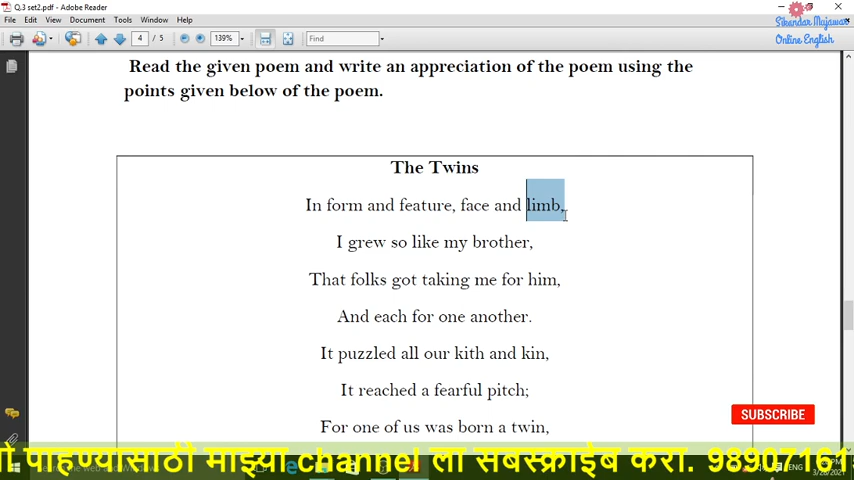 Q.3 set2.pdf - Adobe Reader
File Edit View Document Tools Window Help
Sikandar Majawar
Online English
4 / 5 139% Find
Read the given poem and write an appreciation of the poem using the
points given below of the poem.
The Twins
In form and feature, face and limb,
I grew so like my brother,
That folks got taking me for him,
And each for one another.
It puzzled all our kith and kin,
It reached a fearful pitch;
For one of us was born a twin,
SUBSCRIBE
पाहण्यासाठी माझ्या channel ला सबस्क्राईब करा. 98907161
ENG